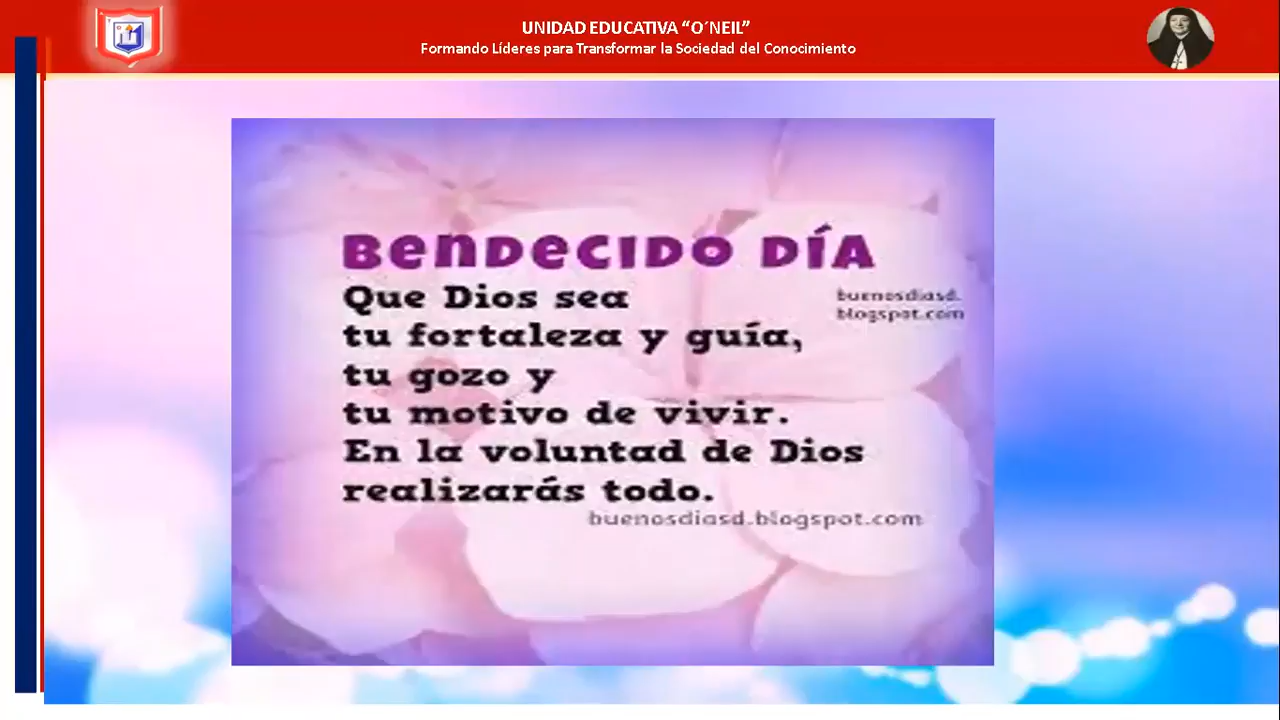 UNIDAD EDUCATIVA “O´NEIL”
Formando Líderes para Transformar la Sociedad del Conocimiento
BENDECIDO DÍA
Que Dios sea
buenosdiasd.
blogspot.com
tu fortaleza y guía,
tu gozo y
tu motivo de vivir.
En la voluntad de Dios
realizarás todo.
buenosdiasd.blogspot.com